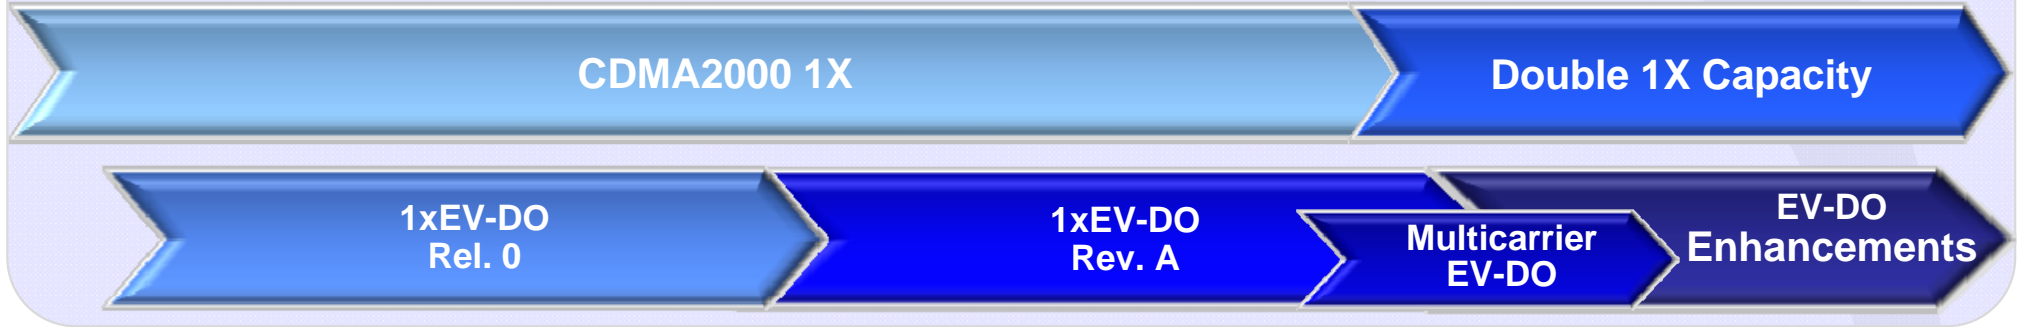 CDMA2000 1X
Double 1X Capacity
1xEV-DO
Rel. 0
1xEV-DO
Rev. A
Multicarrier
EV-DO
EV-DO
Enhancements